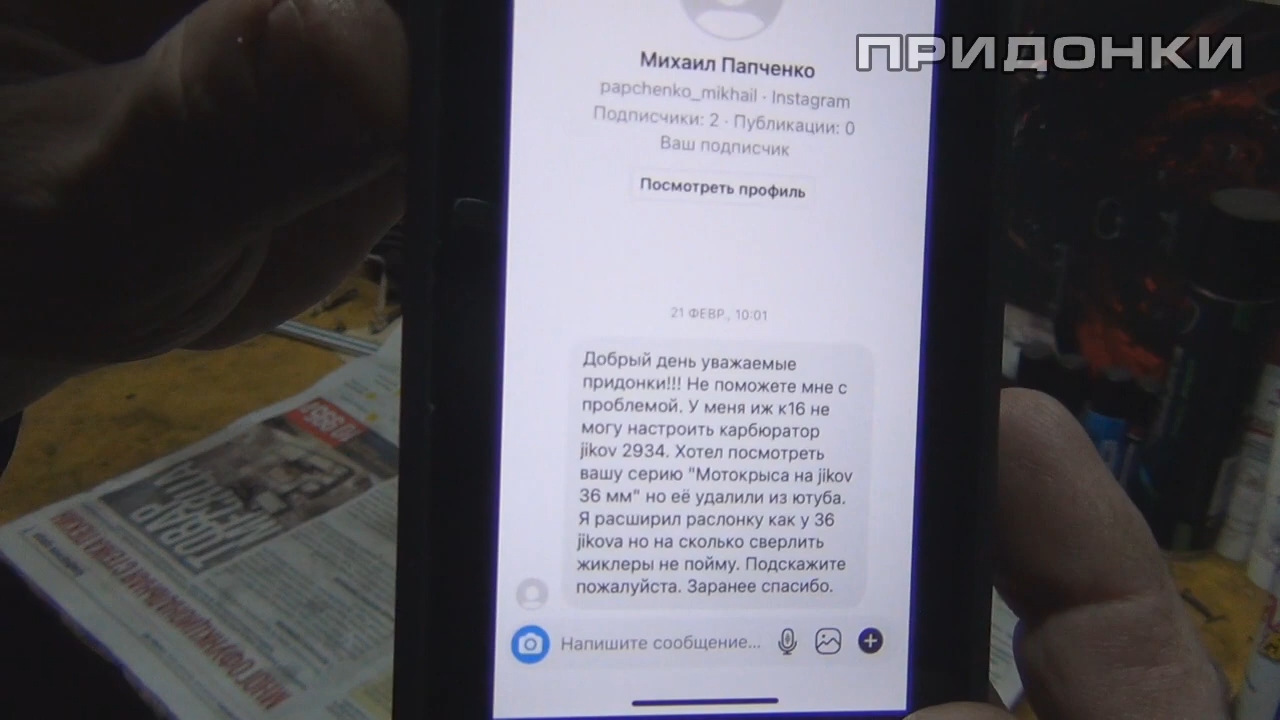 ПРИДОНКИ
Михаил Папченко
papchenko_mikhail · Instagram
Подписчики: 2 · Публикации: 0
Ваш подписчик
Посмотреть профиль
21 ФЕВР., 10:01
Добрый день уважаемые
придонки!!! Не поможете мне с
проблемой. У меня иж к16 не
могу настроить карбюратор
jikov 2934. Хотел посмотреть
вашу серию "Мотокрыса на jikov
36 мм" но её удалили из ютуба.
Я расширил раслонку как у 36
jikova но на сколько сверлить
жиклеры не пойму. Подскажите
пожалуйста. Заранее спасибо.
Напишите сообщение...
ТОВАР
МЕСЯЦА